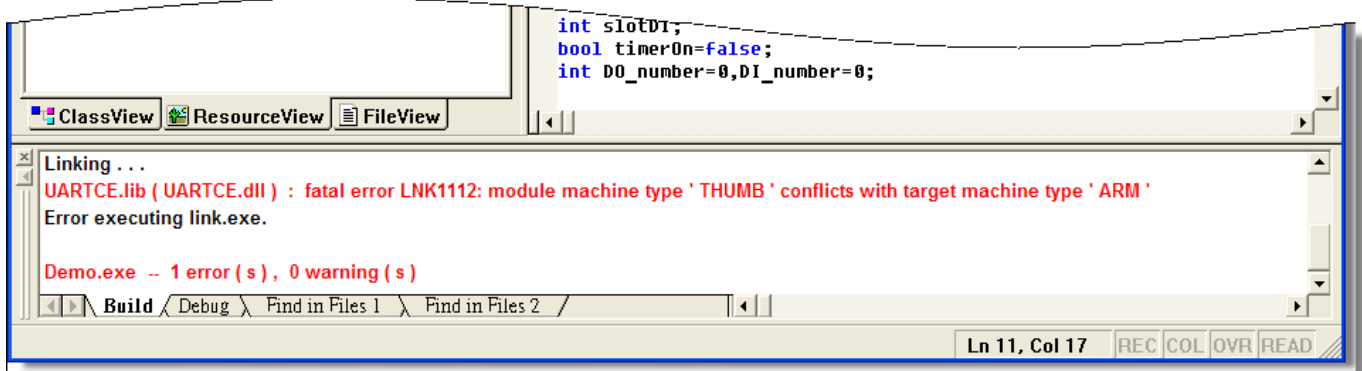 int slotDI;
bool timerOn=false;
int DO_number=0,DI_number=0;
ClassView ResourceView FileView
Linking . . .
UARTCE.lib ( UARTCE.dll ) : fatal error LNK1112: module machine type ' THUMB ' conflicts with target machine type ' ARM '
Error executing link.exe.
Demo.exe -- 1 error ( s ) , 0 warning ( s )
Build Debug Find in Files 1 Find in Files 2
Ln 11, Col 17 REC COL OVR READ